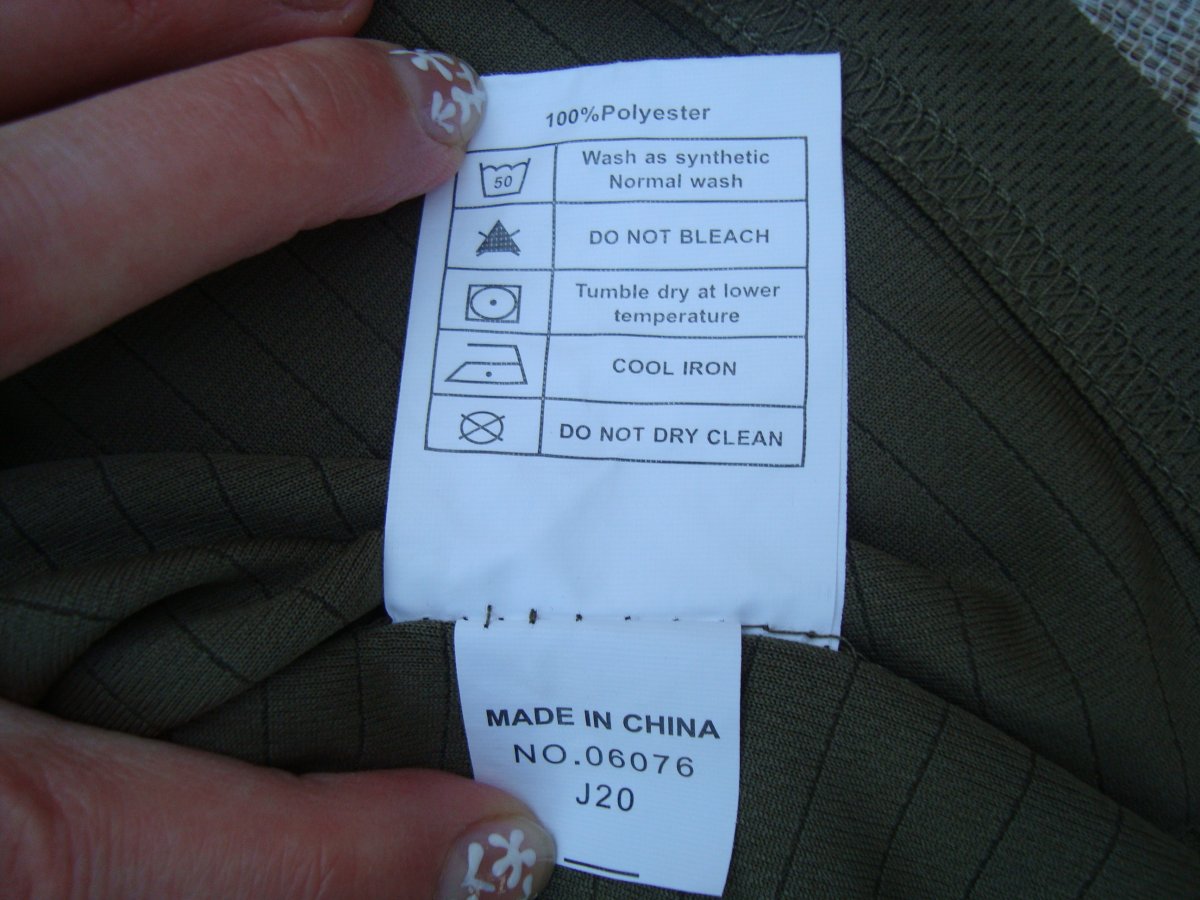 100%Polyester
50
Wash as synthetic
Normal wash
DO NOT BLEACH
Tumble dry at lower
temperature
COOL IRON
DO NOT DRY CLEAN
MADE IN CHINA
NO.06076
J20